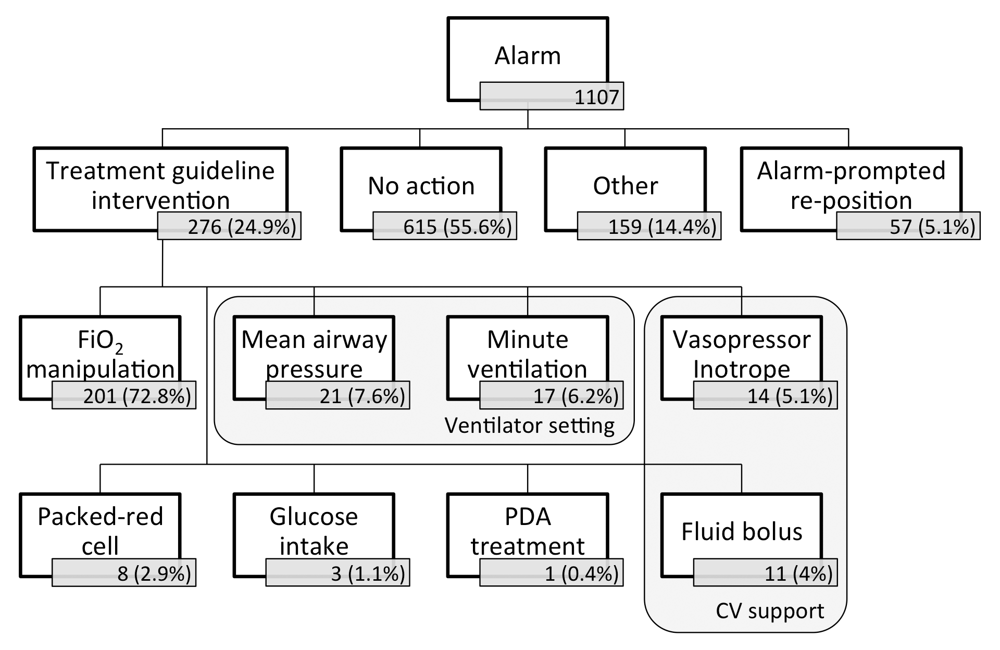 Alarm
1107
Treatment guideline
intervention
276 (24.9%)
No action
615 (55.6%)
Other
159 (14.4%)
Alarm-prompted
re-position
57 (5.1%)
FiO₂
manipulation
201 (72.8%)
Mean airway
pressure
21 (7.6%)
Minute
ventilation
17 (6.2%)
Ventilator setting
Vasopressor
Inotrope
14 (5.1%)
Packed-red
cell
8 (2.9%)
Glucose
intake
3 (1.1%)
PDA
treatment
1 (0.4%)
Fluid bolus
11 (4%)
CV support